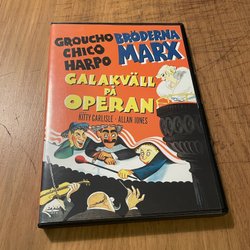 GROUCHO
CHICO
HARPO
BRÖDERNA
MARX
GALAKVÄLL
PÅ
OPERAN
KITTY CARLISLE · ALLAN JONES